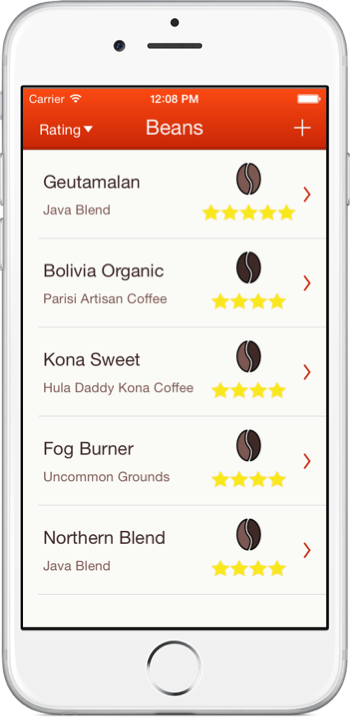 Carrier 12:08 PM
Rating Beans +
Geutamalan
Java Blend
Bolivia Organic
Parisi Artisan Coffee
Kona Sweet
Hula Daddy Kona Coffee
Fog Burner
Uncommon Grounds
Northern Blend
Java Blend